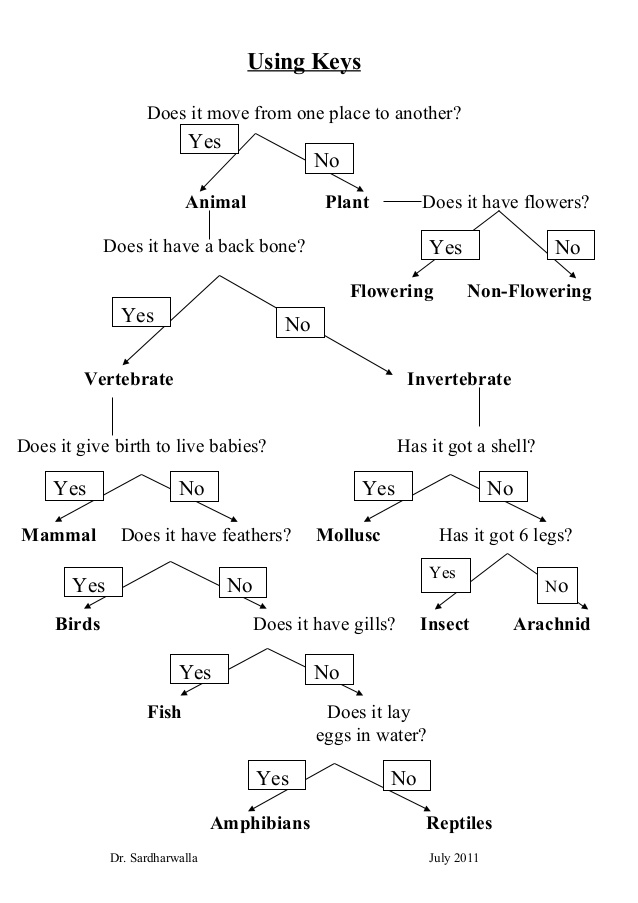 Using Keys
Does it move from one place to another?
Yes
No
Animal
Plant
Does it have flowers?
Does it have a back bone?
Yes
No
Flowering
Non-Flowering
Yes
No
Vertebrate
Invertebrate
Does it give birth to live babies?
Has it got a shell?
Yes
No
Yes
No
Mammal
Does it have feathers?
Mollusc
Has it got 6 legs?
Yes
No
Yes
No
Birds
Does it have gills?
Insect
Arachnid
Yes
No
Fish
Does it lay
eggs in water?
Yes
No
Amphibians
Reptiles
Dr. Sardharwalla
July 2011